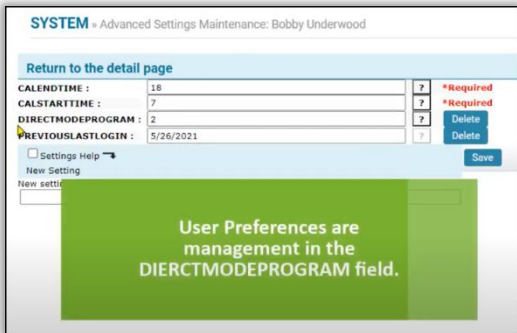 SYSTEM » Advanced Settings Maintenance: Bobby Underwood
Return to the detail page
CALENDTIME : 18 ? *Required
CALSTARTTIME : 7 ? *Required
DIRECTMODEPROGRAM : 2 ? Delete
PREVIOUSLASTLOGIN : 5/26/2021 ? Delete
Settings Help Save
New Setting
New setti
User Preferences are
management in the
DIERCTMODEPROGRAM field.